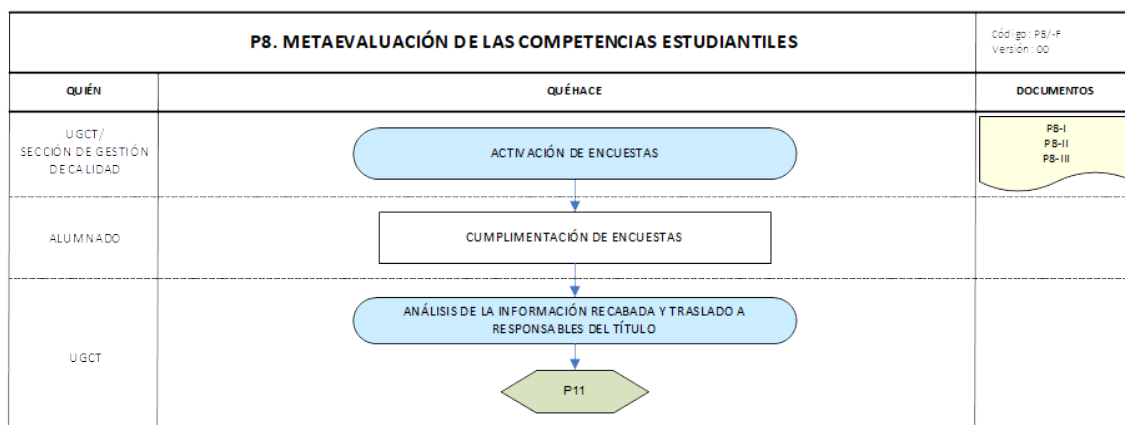 P8. METAEVALUACIÓN DE LAS COMPETENCIAS ESTUDIANTILES
Código: P8/-F
Versión: 00
QUIÉN
QUÉ HACE
DOCUMENTOS
UGCT/
SECCIÓN DE GESTIÓN
DE CALIDAD
ACTIVACIÓN DE ENCUESTAS
P8-I
P8-II
P8-III
ALUMNADO
CUMPLIMENTACIÓN DE ENCUESTAS
UGCT
ANÁLISIS DE LA INFORMACIÓN RECABADA Y TRASLADO A
RESPONSABLES DEL TÍTULO
P11